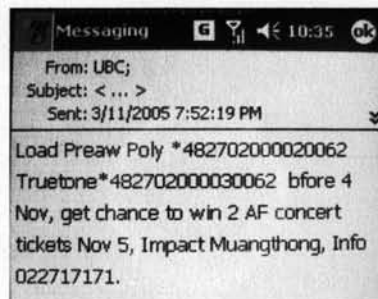 Messaging G 10:35 ok
From: UBC;
Subject: < ... >
Sent: 3/11/2005 7:52:19 PM
Load Preaw Poly *482702000020062
Truetone*482702000030062 bfore 4
Nov, get chance to win 2 AF concert
tickets Nov 5, Impact Muangthong, Info
022717171.